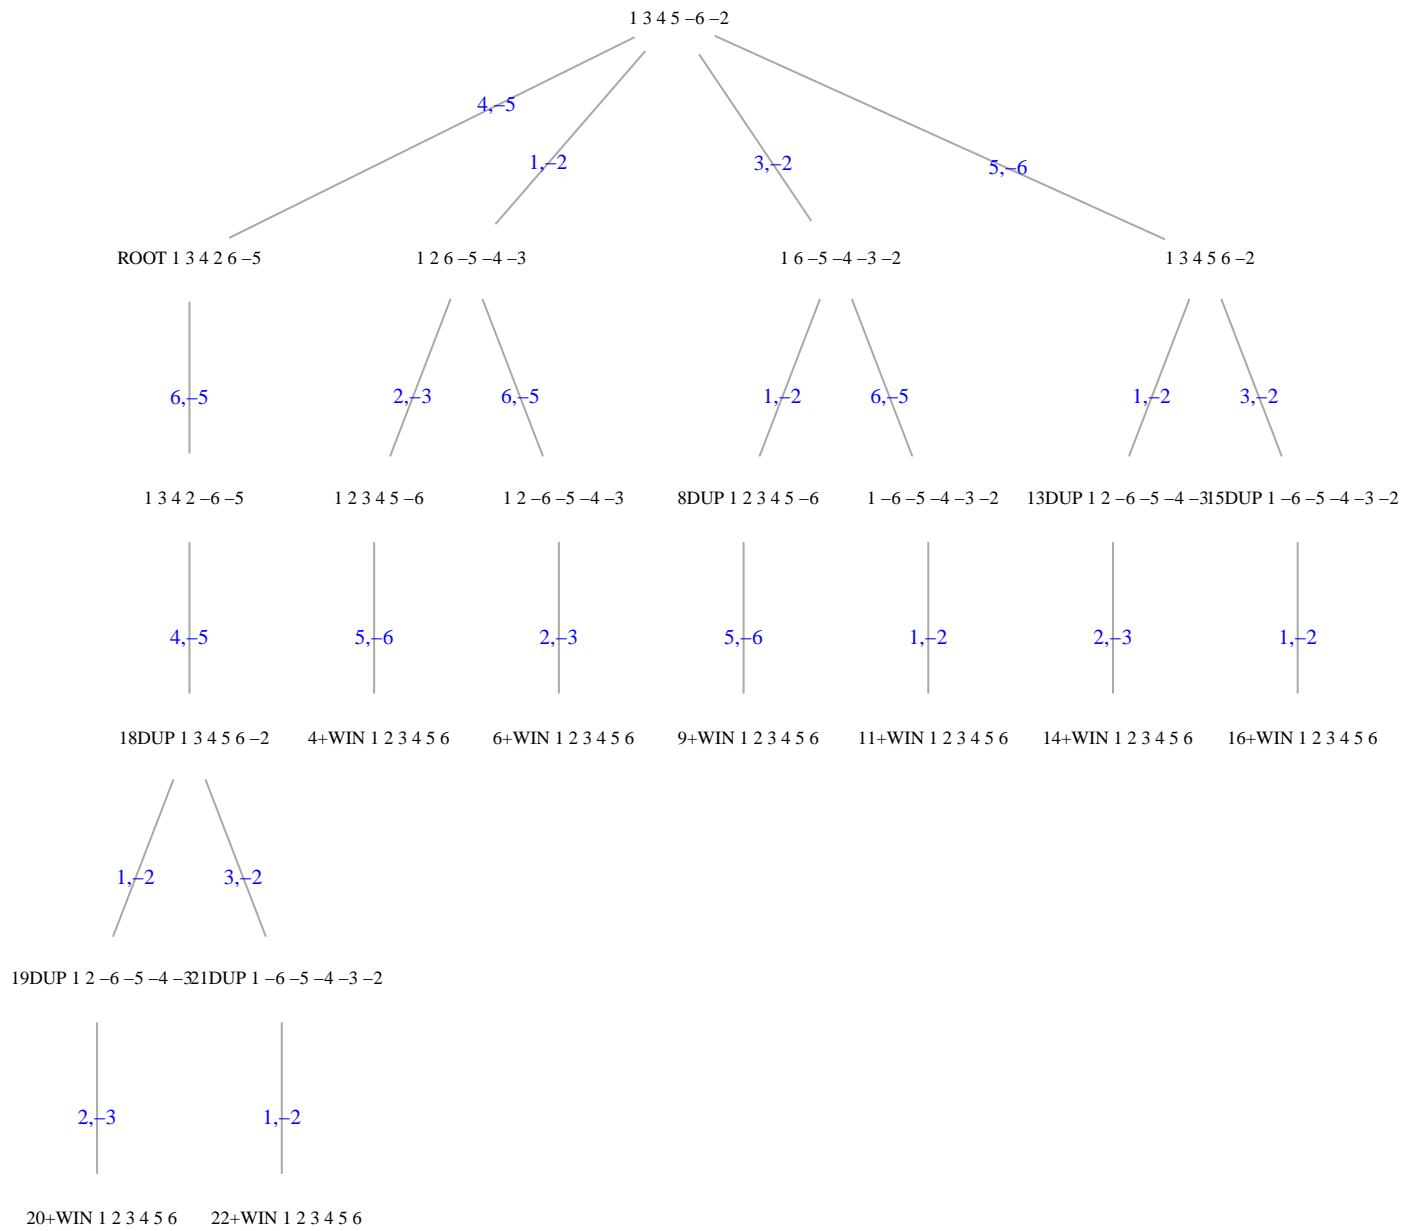 1 3 4 5 –6 –2
4,–5
1,–2
3,–2
5,–6
ROOT 1 3 4 2 6 –5
1 2 6 –5 –4 –3
1 6 –5 –4 –3 –2
1 3 4 5 6 –2
6,–5
2,–3
6,–5
1,–2
6,–5
1,–2
3,–2
1 3 4 2 –6 –5
1 2 3 4 5 –6
1 2 –6 –5 –4 –3
8DUP 1 2 3 4 5 –6
1 –6 –5 –4 –3 –2
13DUP 1 2 –6 –5 –4 –3
15DUP 1 –6 –5 –4 –3 –2
4,–5
5,–6
2,–3
5,–6
1,–2
2,–3
1,–2
18DUP 1 3 4 5 6 –2
4+WIN 1 2 3 4 5 6
6+WIN 1 2 3 4 5 6
9+WIN 1 2 3 4 5 6
11+WIN 1 2 3 4 5 6
14+WIN 1 2 3 4 5 6
16+WIN 1 2 3 4 5 6
1,–2
3,–2
19DUP 1 2 –6 –5 –4 –3
21DUP 1 –6 –5 –4 –3 –2
2,–3
1,–2
20+WIN 1 2 3 4 5 6
22+WIN 1 2 3 4 5 6